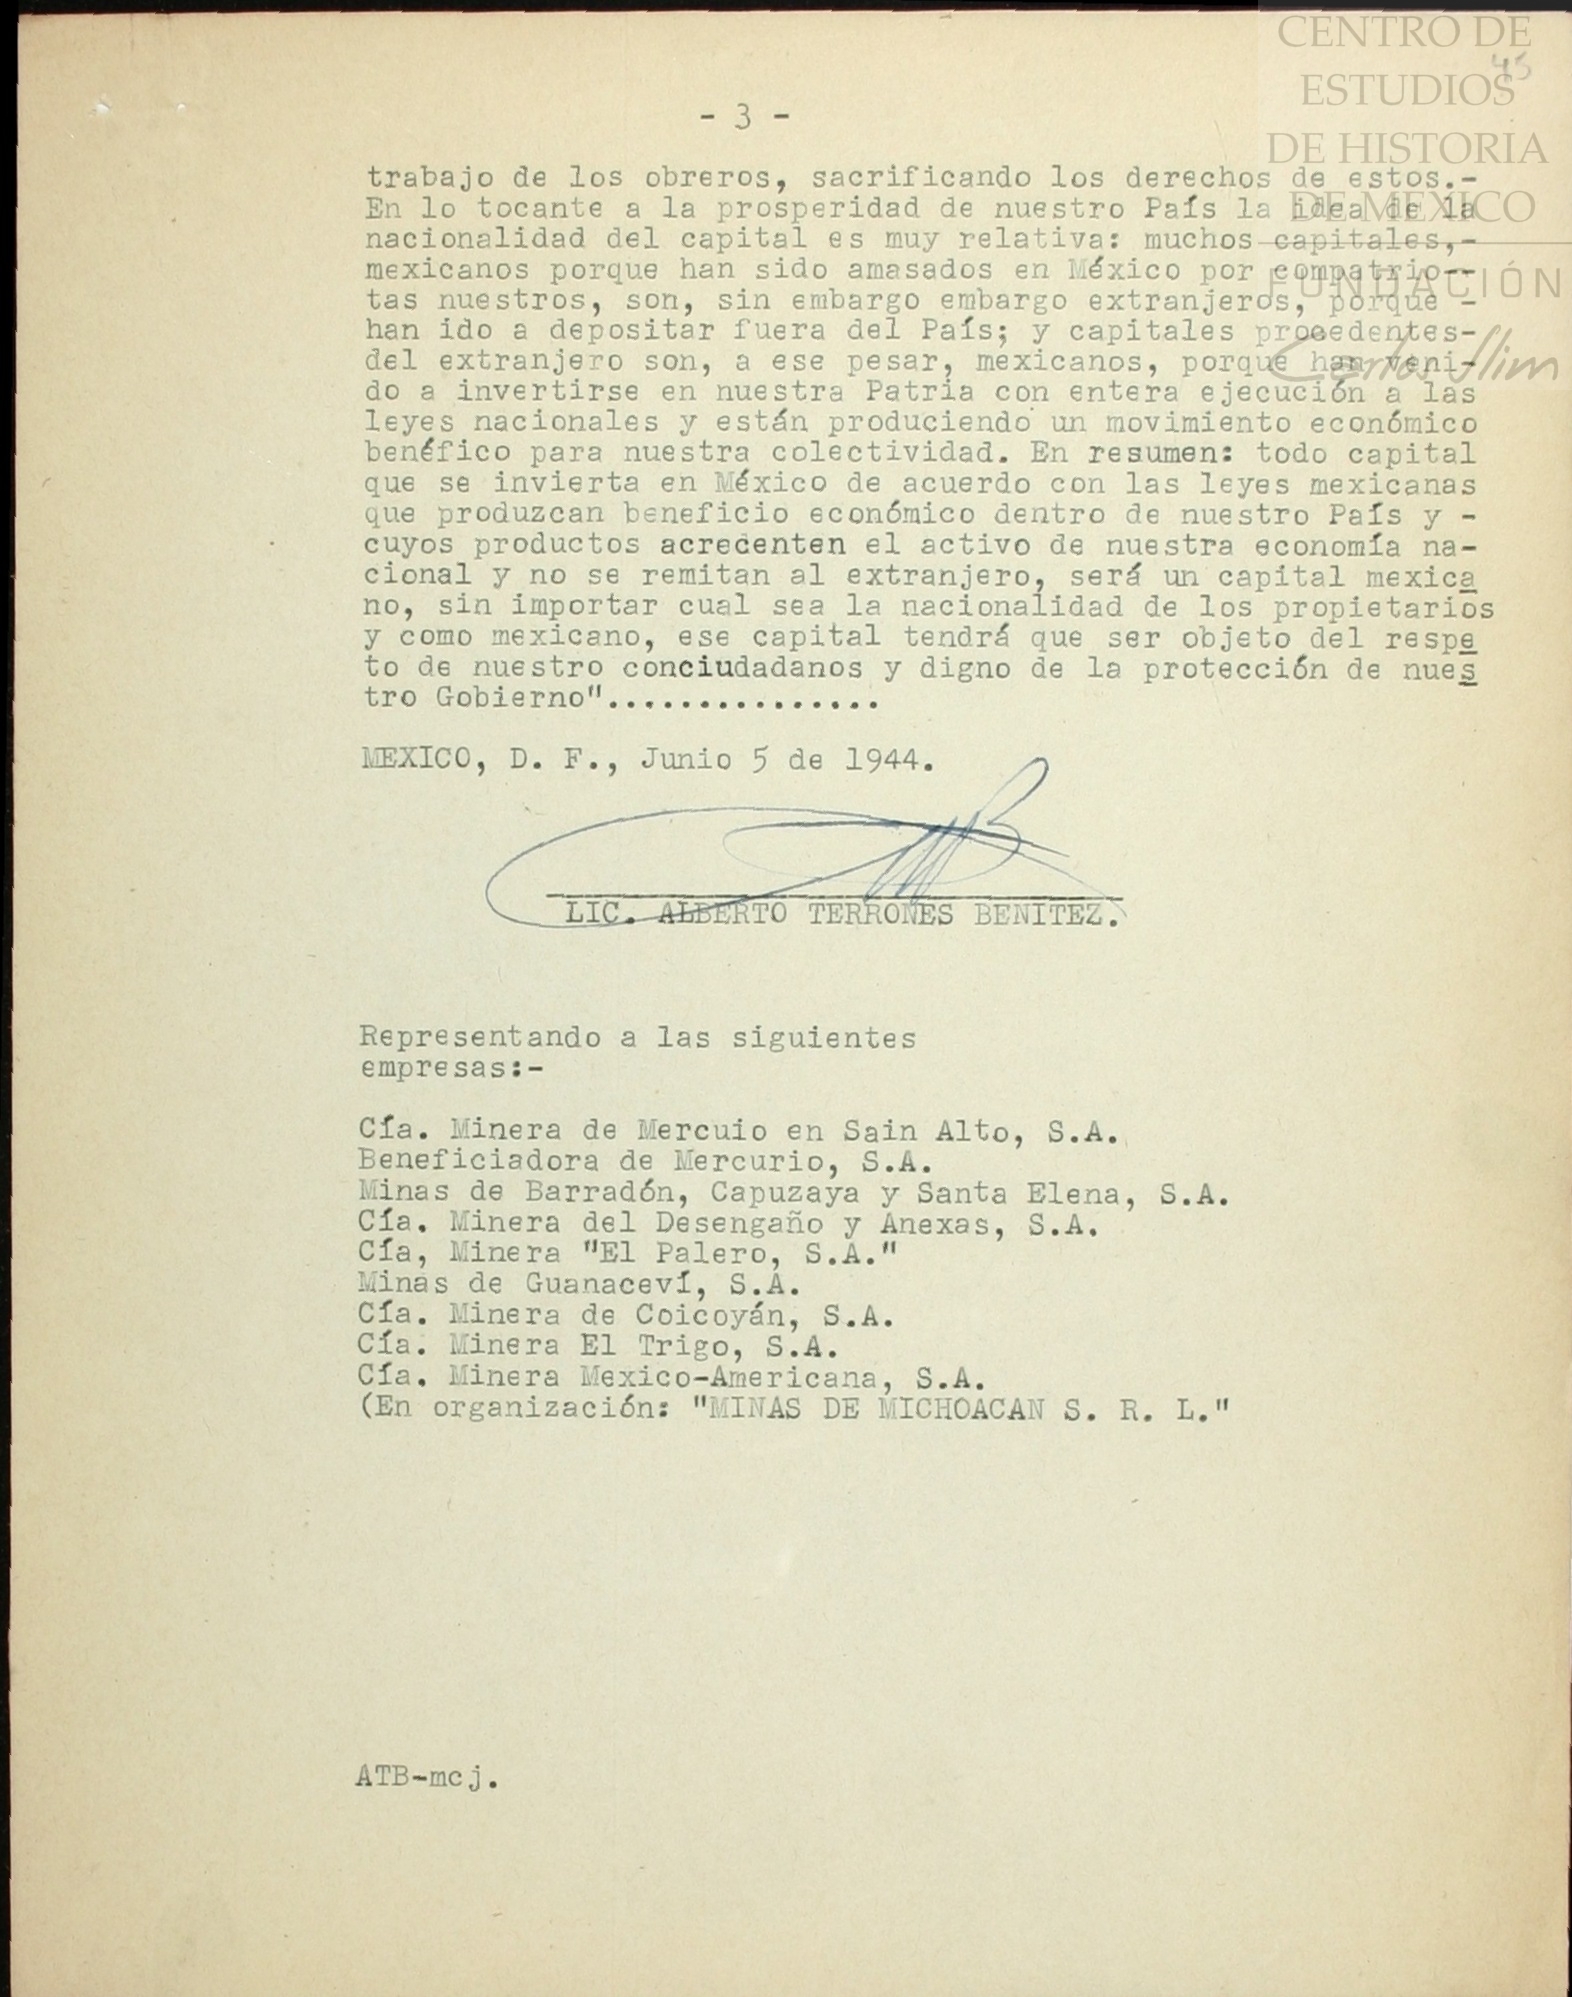 CENTRO DE
ESTUDIOS
DE HISTORIA
DE MEXICO
FUNDACIÓN
Carlos Slim
45
- 3 -
trabajo de los obreros, sacrificando los derechos de estos.-
En lo tocante a la prosperidad de nuestro País la idea de la
nacionalidad del capital es muy relativa: muchos capitales,-
mexicanos porque han sido amasados en México por compatrio--
tas nuestros, son, sin embargo embargo extranjeros, porque -
han ido a depositar fuera del País; y capitales procedentes-
del extranjero son, a ese pesar, mexicanos, porque han veni-
do a invertirse en nuestra Patria con entera ejecución a las
leyes nacionales y están produciendo un movimiento económico
benéfico para nuestra colectividad. En resumen: todo capital
que se invierta en México de acuerdo con las leyes mexicanas
que produzcan beneficio económico dentro de nuestro País y -
cuyos productos acrecenten el activo de nuestra economía na-
cional y no se remitan al extranjero, será un capital mexica
no, sin importar cual sea la nacionalidad de los propietarios
y como mexicano, ese capital tendrá que ser objeto del respe
to de nuestro conciudadanos y digno de la protección de nues
tro Gobierno"...............
MEXICO, D. F., Junio 5 de 1944.
LIC. ALBERTO TERRONES BENITEZ.
Representando a las siguientes
empresas:-
Cía. Minera de Mercuio en Sain Alto, S.A.
Beneficiadora de Mercurio, S.A.
Minas de Barradón, Capuzaya y Santa Elena, S.A.
Cía. Minera del Desengaño y Anexas, S.A.
Cía, Minera "El Palero, S.A."
Minas de Guanaceví, S.A.
Cía. Minera de Coicoyán, S.A.
Cía. Minera El Trigo, S.A.
Cía. Minera Mexico-Americana, S.A.
(En organización: "MINAS DE MICHOACAN S. R. L."
ATB-mcj.